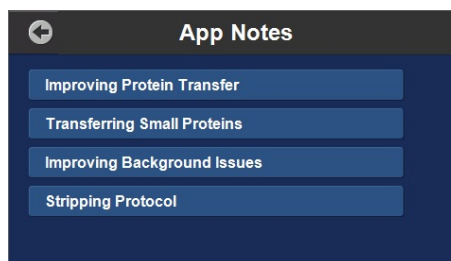 App Notes
Improving Protein Transfer
Transferring Small Proteins
Improving Background Issues
Stripping Protocol